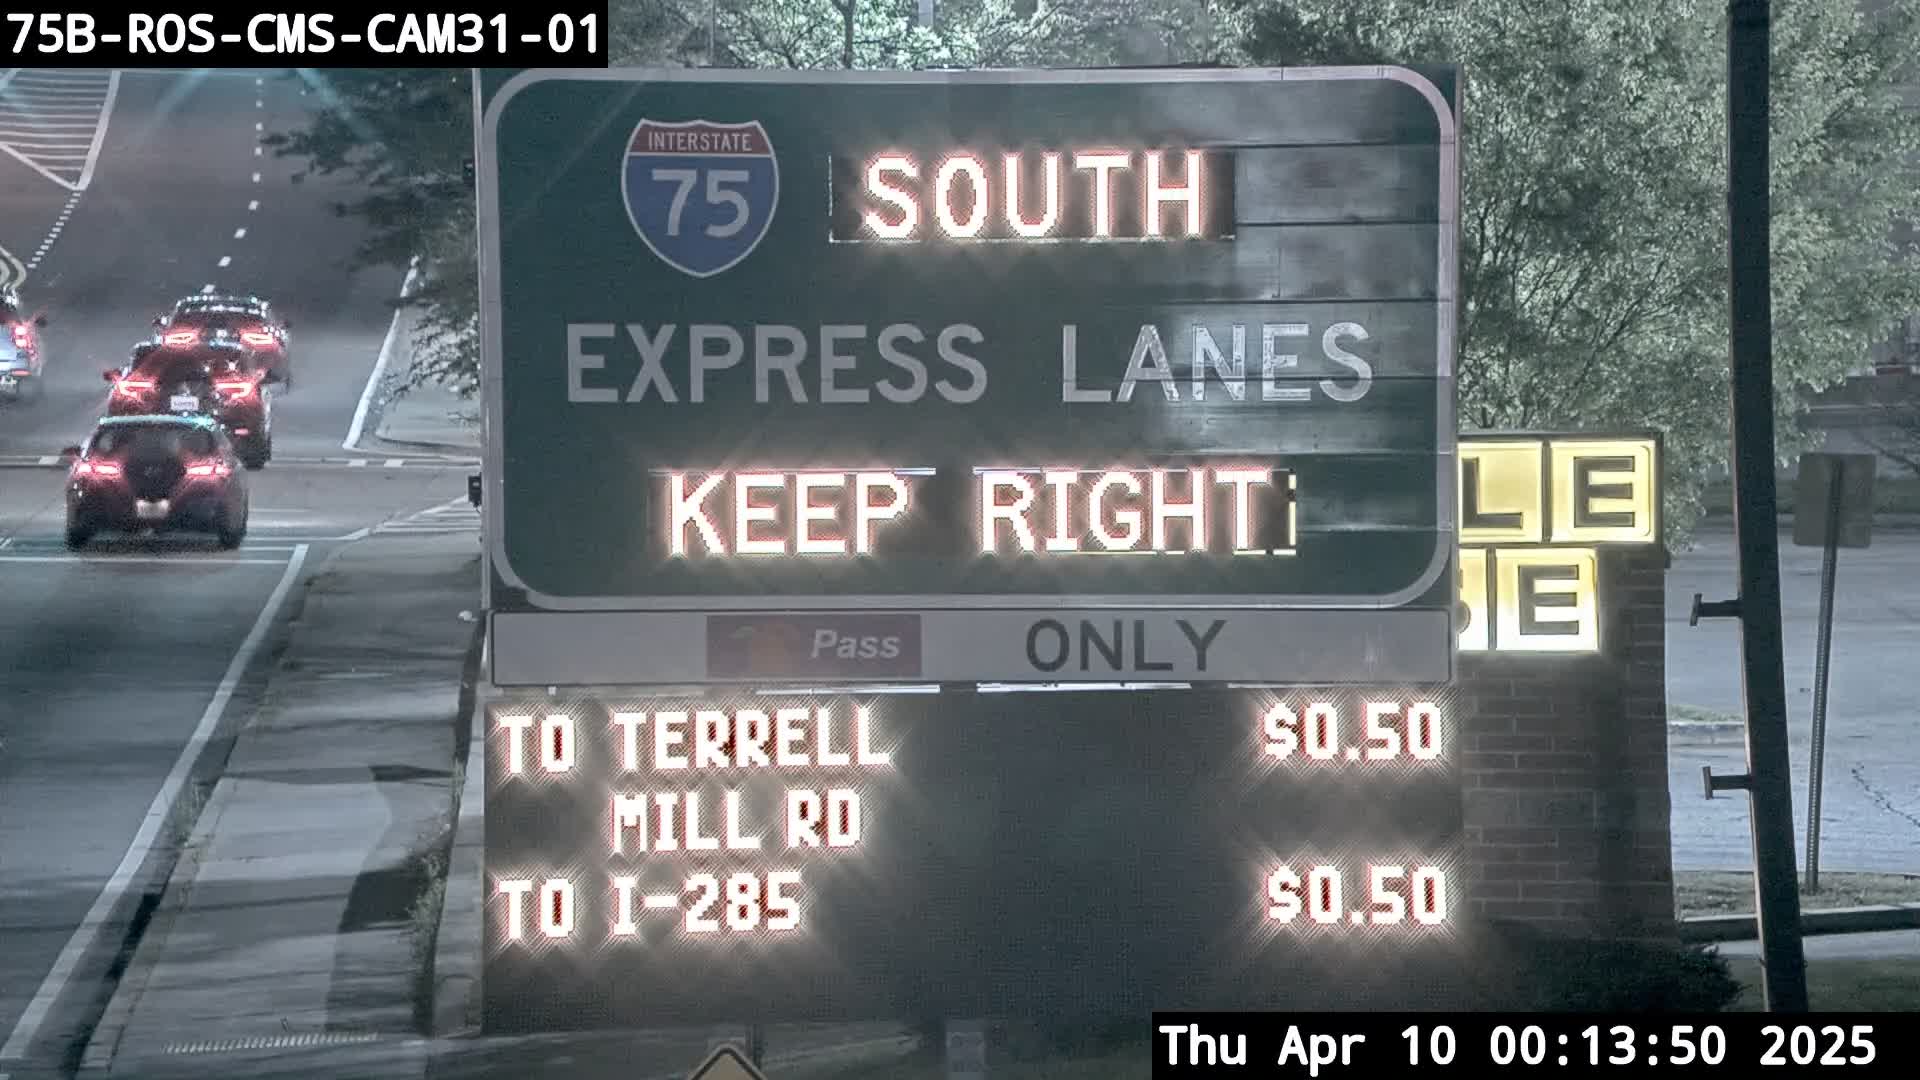 75B-ROS-CMS-CAM31-01
INTERSTATE
75
SOUTH
EXPRESS LANES
KEEP RIGHT
Pass ONLY
TO TERRELL $0.50
MILL RD
TO I-285 $0.50
LE
E
Thu Apr 10 00:13:50 2025